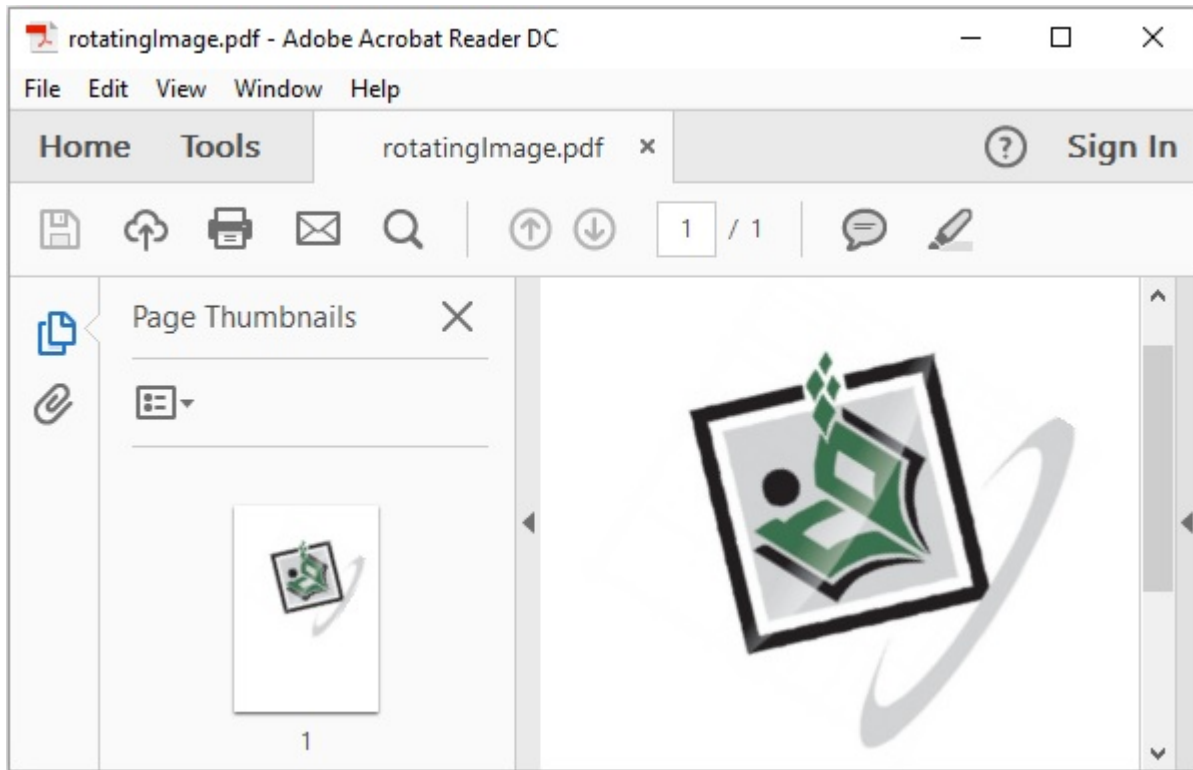 rotatingImage.pdf - Adobe Acrobat Reader DC
File Edit View Window Help
Home Tools rotatingImage.pdf × ? Sign In
1 / 1
Page Thumbnails
1